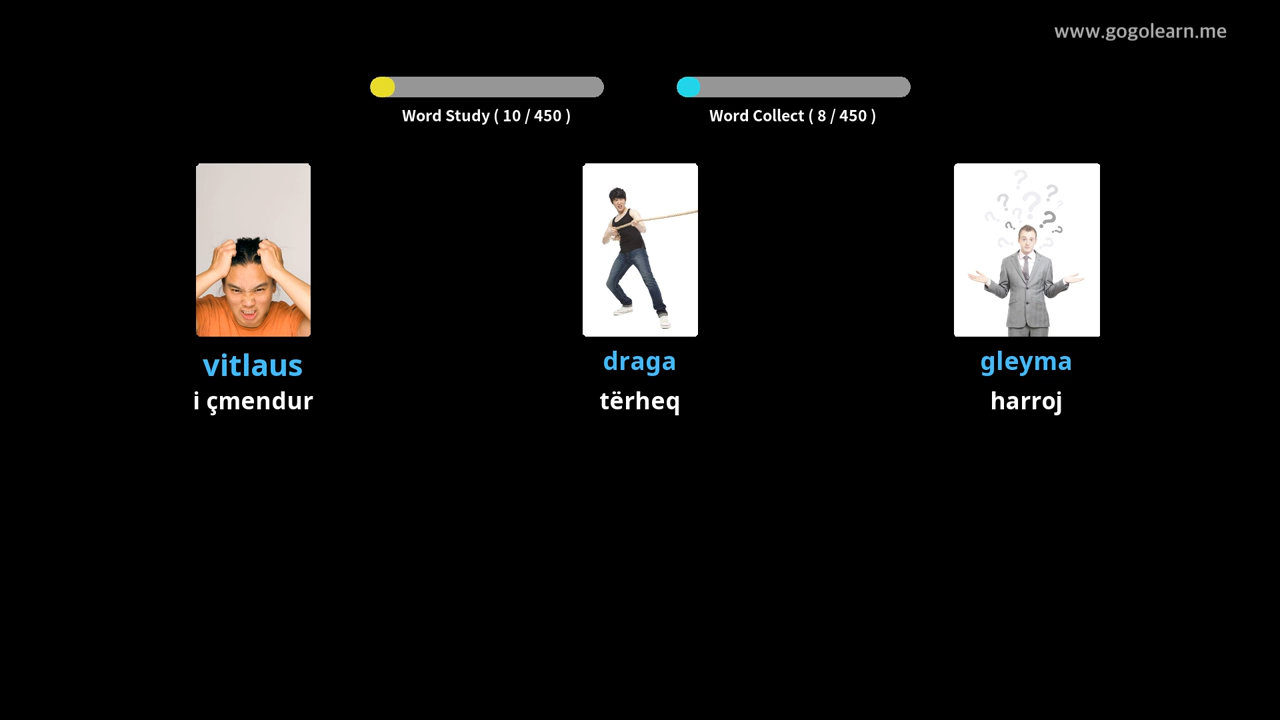 www.gogolearn.me
Word Study ( 10 / 450 )
Word Collect ( 8 / 450 )
vitlaus
i çmendur
draga
tërheq
gleyma
harroj